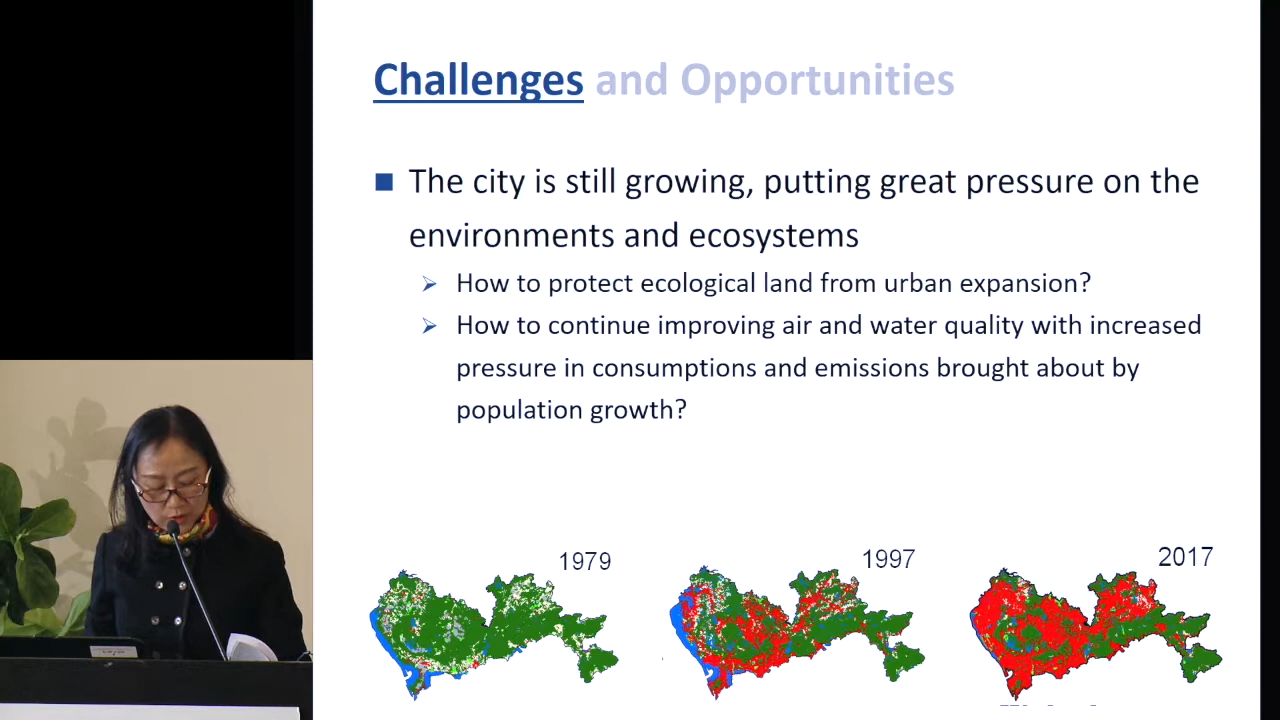 Challenges and Opportunities
The city is still growing, putting great pressure on the
environments and ecosystems
How to protect ecological land from urban expansion?
How to continue improving air and water quality with increased
pressure in consumptions and emissions brought about by
population growth?
1979
1997
2017